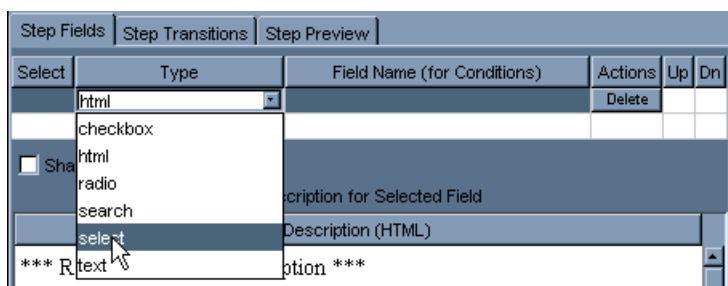 Step Fields Step Transitions Step Preview
Select Type Field Name (for Conditions) Actions Up Dn
html Delete
checkbox
html
Sha
radio
cription for Selected Field
search
select Description (HTML)
*** R text ption ***